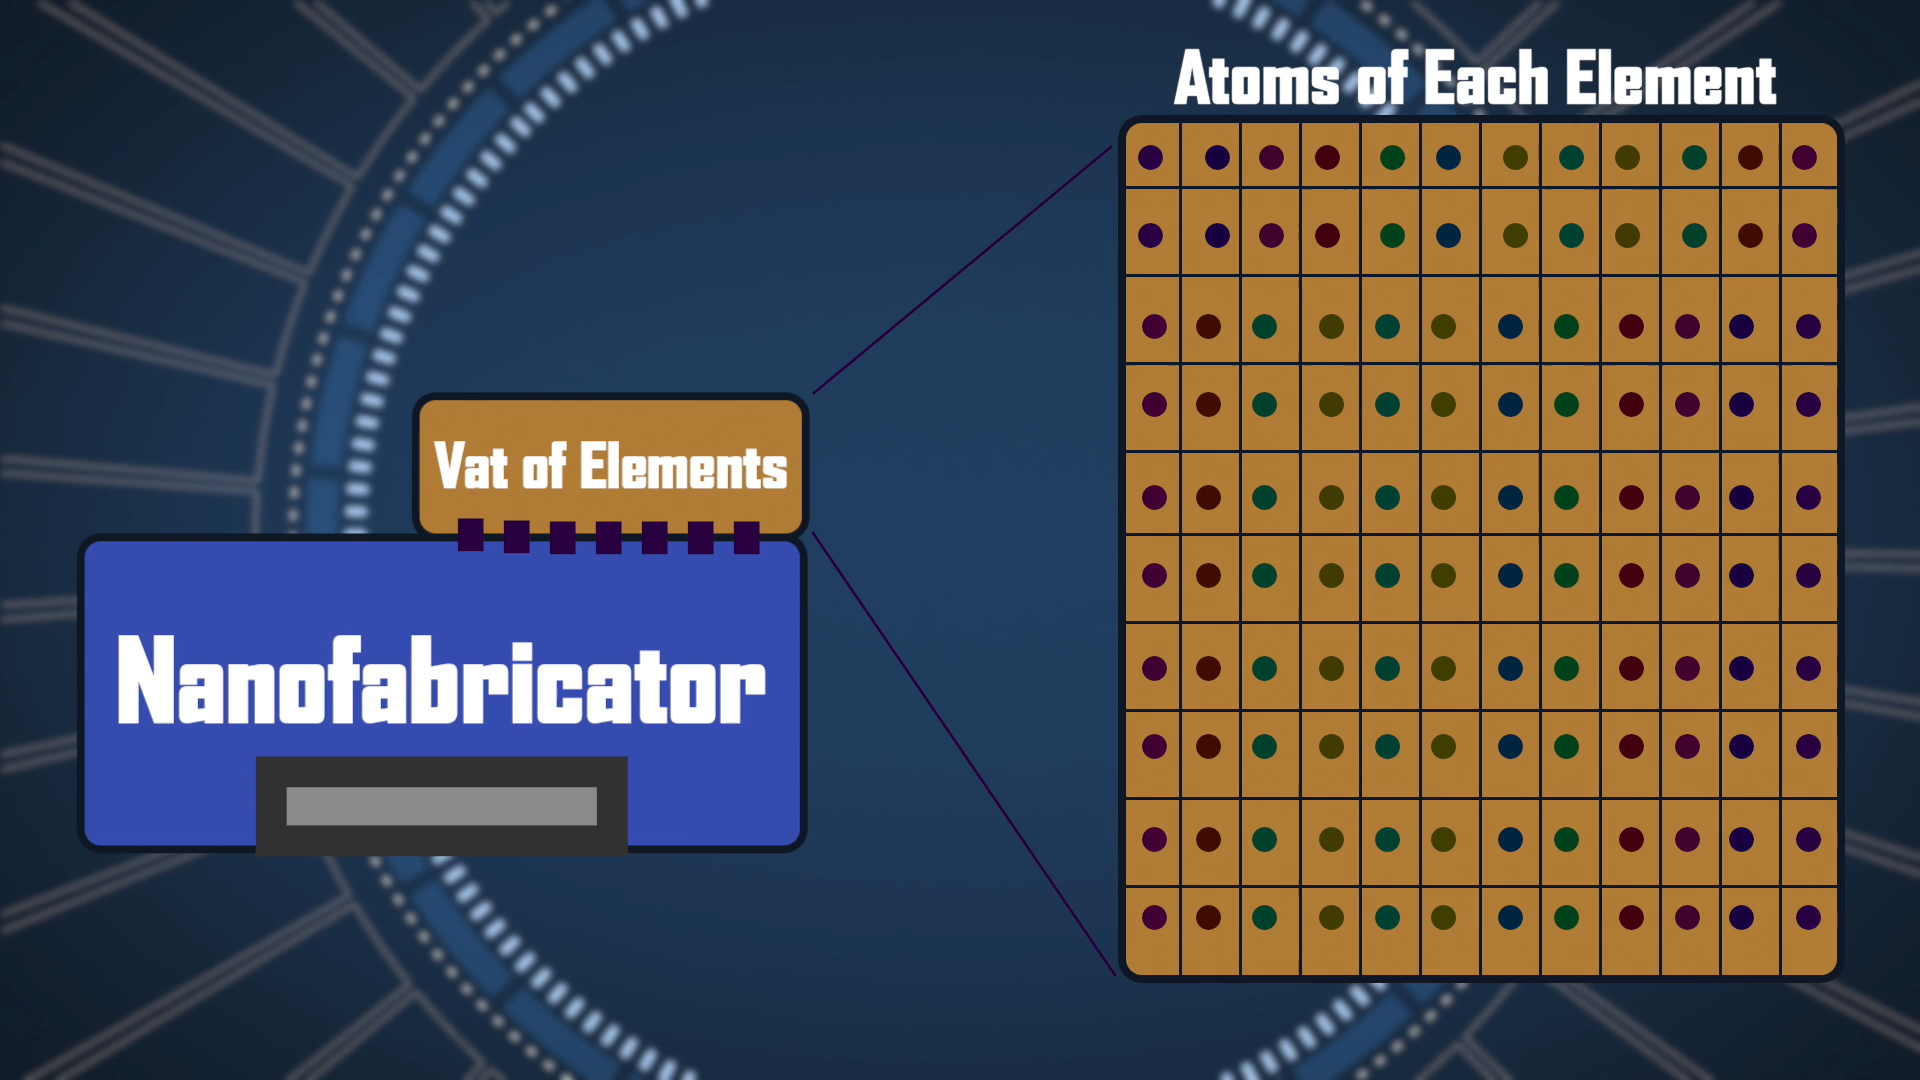 Atoms of Each Element
Vat of Elements
Nanofabricator